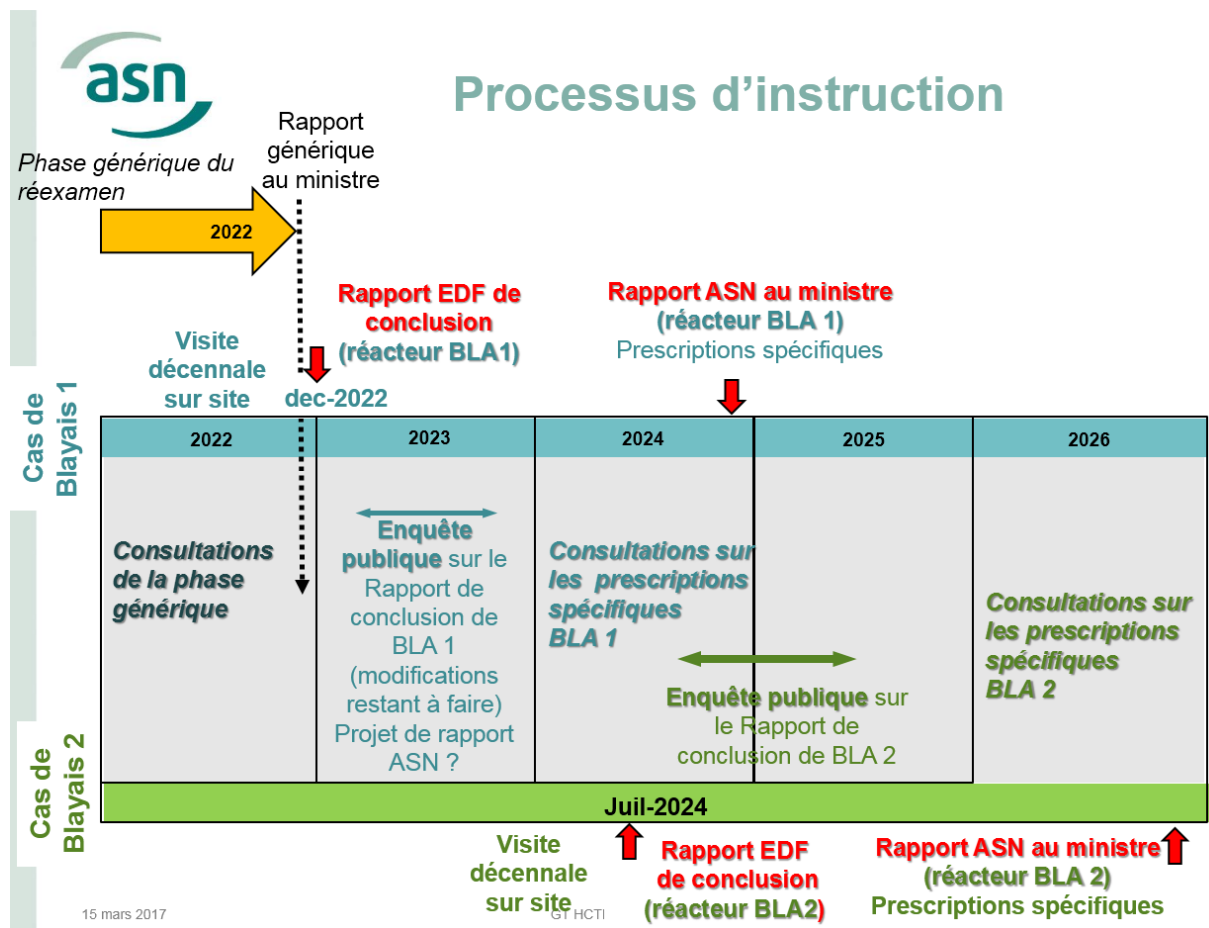 asn
Processus d'instruction
Phase générique du
réexamen
Rapport
générique
au ministre
2022
Rapport EDF de
conclusion
(réacteur BLA1)
Rapport ASN au ministre
(réacteur BLA 1)
Prescriptions spécifiques
Visite
décennale
sur site
dec-2022
Cas de
Blayais 1
2022
2023
2024
2025
2026
Consultations
de la phase
générique
Enquête
publique sur le
Rapport de
conclusion de
BLA 1
(modifications
restant à faire)
Projet de rapport
ASN ?
Consultations sur
les prescriptions
spécifiques
BLA 1
Enquête publique sur
le Rapport de
conclusion de BLA 2
Consultations sur
les prescriptions
spécifiques
BLA 2
Cas de
Blayais 2
Juil-2024
Visite
décennale
sur site
Rapport EDF
de conclusion
(réacteur BLA2)
Rapport ASN au ministre
(réacteur BLA 2)
Prescriptions spécifiques
15 mars 2017
GT HCTI